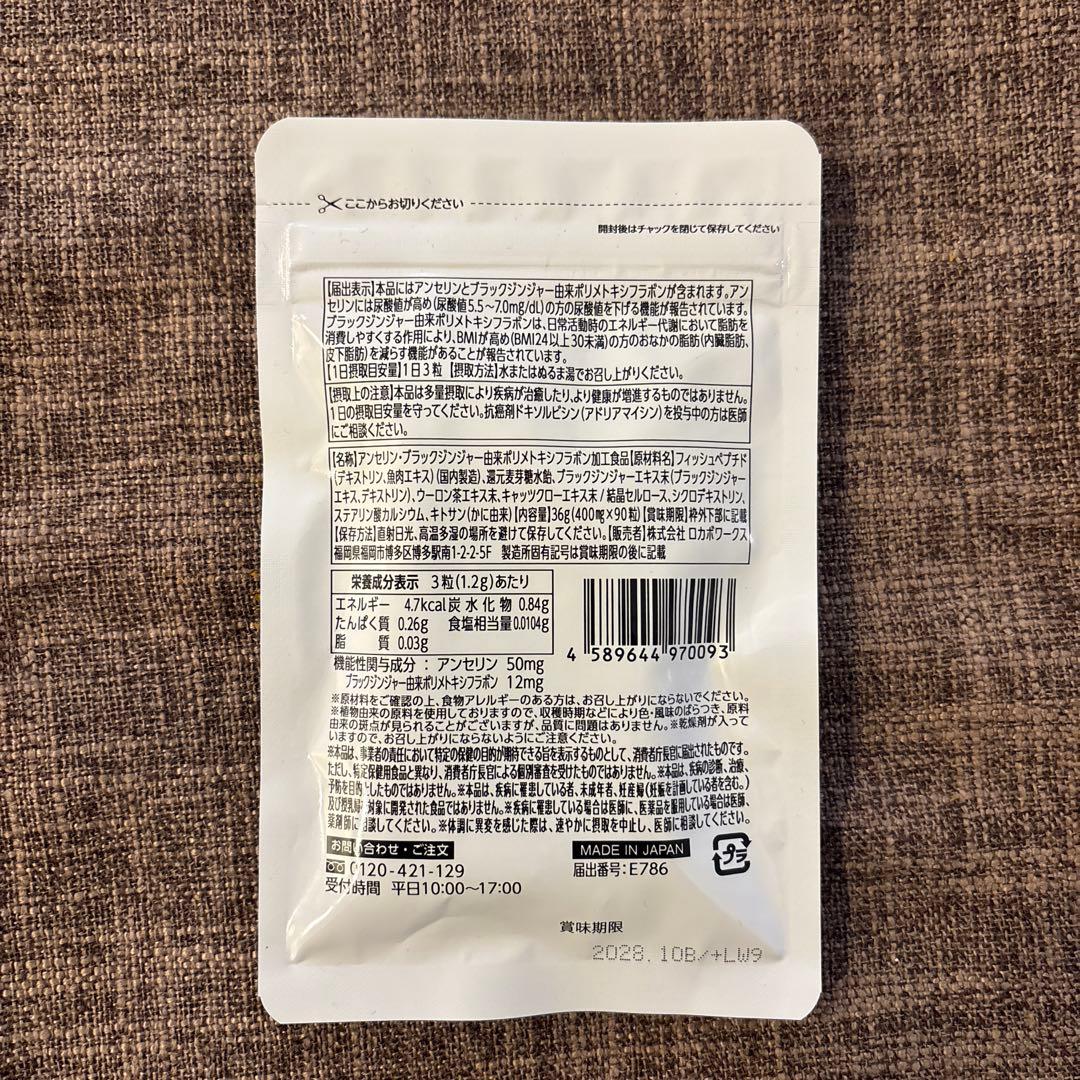 ここからお切りください
開封後はチャックを閉じて保存してください
【届出表示】本品にはアンセリンとブラックジンジャー由来ポリメトキシフラボンが含まれます。アン
セリンには尿酸値が高め(尿酸値5.5～7.0mg/dL)の方の尿酸値を下げる機能が報告されています。
ブラックジンジャー由来ポリメトキシフラボンは、日常活動時のエネルギー代謝において脂肪を
消費しやすくする作用により、BMIが高め(BMI24以上30未満)の方のおなかの脂肪(内臓脂肪、
皮下脂肪)を減らす機能があることが報告されています。
【1日摂取目安量】1日3粒【摂取方法】水またはぬるま湯でお召し上がりください。
【摂取上の注意】本品は多量摂取により疾病が治癒したり、より健康が増進するものではありません。
1日の摂取目安量を守ってください。抗癌剤ドキソルビシン(アドリアマイシン)を投与中の方は医師
にご相談ください。
【名称】アンセリン・ブラックジンジャー由来ポリメトキシフラボン加工食品【原材料名】フィッシュペプチド
(デキストリン、魚肉エキス)(国内製造)、還元麦芽糖水飴、ブラックジンジャーエキス末(ブラックジンジャー
エキス、デキストリン)、ウーロン茶エキス末、キャッツクローエキス末/結晶セルロース、シクロデキストリン、
ステアリン酸カルシウム、キトサン(かに由来)【内容量】36g(400mg×90粒)【賞味期限】枠外下部に記載
【保存方法】直射日光、高温多湿の場所を避けて保存してください。【販売者】株式会社 ロカボワークス
福岡県福岡市博多区博多駅南1-2-2-5F 製造所固有記号は賞味期限の後に記載
栄養成分表示 3粒(1.2g)あたり
エネルギー 4.7kcal 炭水化物 0.84g
たんぱく質 0.26g 食塩相当量 0.0104g
脂質 0.03g
4 589644 970093
機能性関与成分：アンセリン 50mg
ブラックジンジャー由来ポリメトキシフラボン 12mg
※原材料をご確認の上、食物アレルギーのある方は、お召し上がりにならないでください。
※植物由来の原料を使用しておりますので、収穫時期などにより色・風味のばらつき、原料
由来の斑点が見られることがございますが、品質に問題はありません。※乾燥剤が入って
いますので、お召し上がりにならないようにご注意ください。
※本品は、事業者の責任において特定の保健の目的が期待できる旨を表示するものとして、消費者庁長官に届出されたものです。
ただし、特定保健用食品と異なり、消費者庁長官による個別審査を受けたものではありません。※本品は、疾病の診断、治療、
予防を目的としたものではありません。※本品は、疾病に罹患している者、未成年者、妊産婦(妊娠を計画している者を含む。)
及び授乳婦対象に開発された食品ではありません。※疾病に罹患している場合は医師に、医薬品を服用している場合は医師、
薬剤師に相談してください。※体調に異変を感じた際は、速やかに摂取を中止し、医師に相談してください。
お問い合わせ・ご注文
0120-421-129
受付時間 平日10:00～17:00
MADE IN JAPAN
届出番号：E786
プラ
賞味期限
2028.10B/+LW9